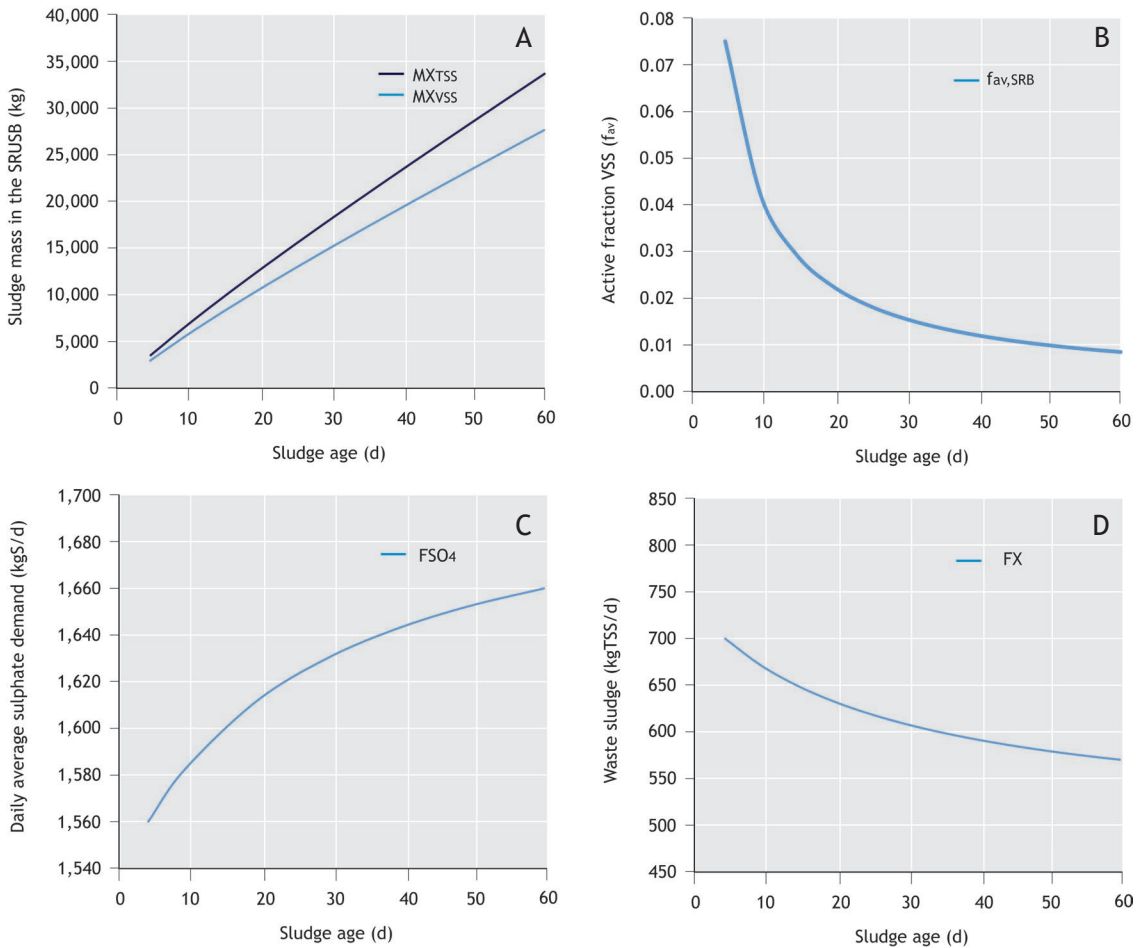 A
Sludge mass in the SRUSB (kg)
40,000
35,000
30,000
25,000
20,000
15,000
10,000
5,000
0
MXTSS
MXVSS
0 10 20 30 40 50 60
Sludge age (d)
B
Active fraction VSS (fav)
0.08
0.07
0.06
0.05
0.04
0.03
0.02
0.01
0.00
fav,SRB
0 10 20 30 40 50 60
Sludge age (d)
C
Daily average sulphate demand (kgS/d)
1,700
1,680
1,660
1,640
1,620
1,600
1,580
1,560
1,540
FSO4
0 10 20 30 40 50 60
Sludge age (d)
D
Waste sludge (kgTSS/d)
850
800
750
700
650
600
550
500
450
FX
0 10 20 30 40 50 60
Sludge age (d)